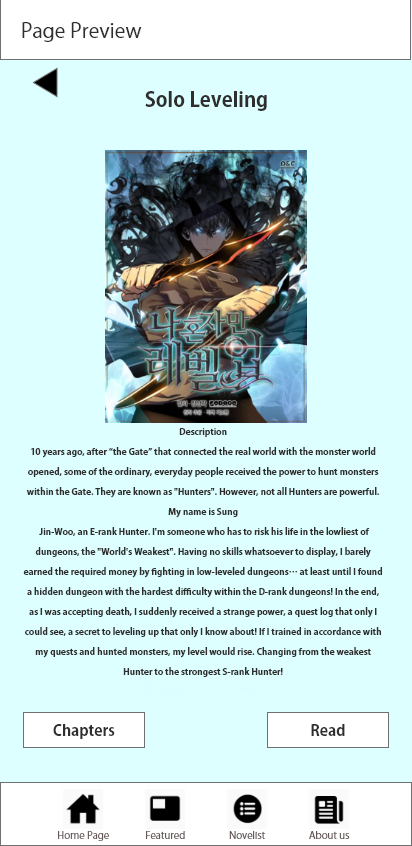 Page Preview
Solo Leveling
D&C
나 혼자만
레벨업
REDICE
Description
10 years ago, after “the Gate” that connected the real world with the monster world
opened, some of the ordinary, everyday people received the power to hunt monsters
within the Gate. They are known as "Hunters". However, not all Hunters are powerful.
My name is Sung
Jin-Woo, an E-rank Hunter. I'm someone who has to risk his life in the lowliest of
dungeons, the "World's Weakest". Having no skills whatsoever to display, I barely
earned the required money by fighting in low-leveled dungeons… at least until I found
a hidden dungeon with the hardest difficulty within the D-rank dungeons! In the end,
as I was accepting death, I suddenly received a strange power, a quest log that only I
could see, a secret to leveling up that only I know about! If I trained in accordance with
my quests and hunted monsters, my level would rise. Changing from the weakest
Hunter to the strongest S-rank Hunter!
Chapters
Read
Home Page
Featured
Novelist
About us